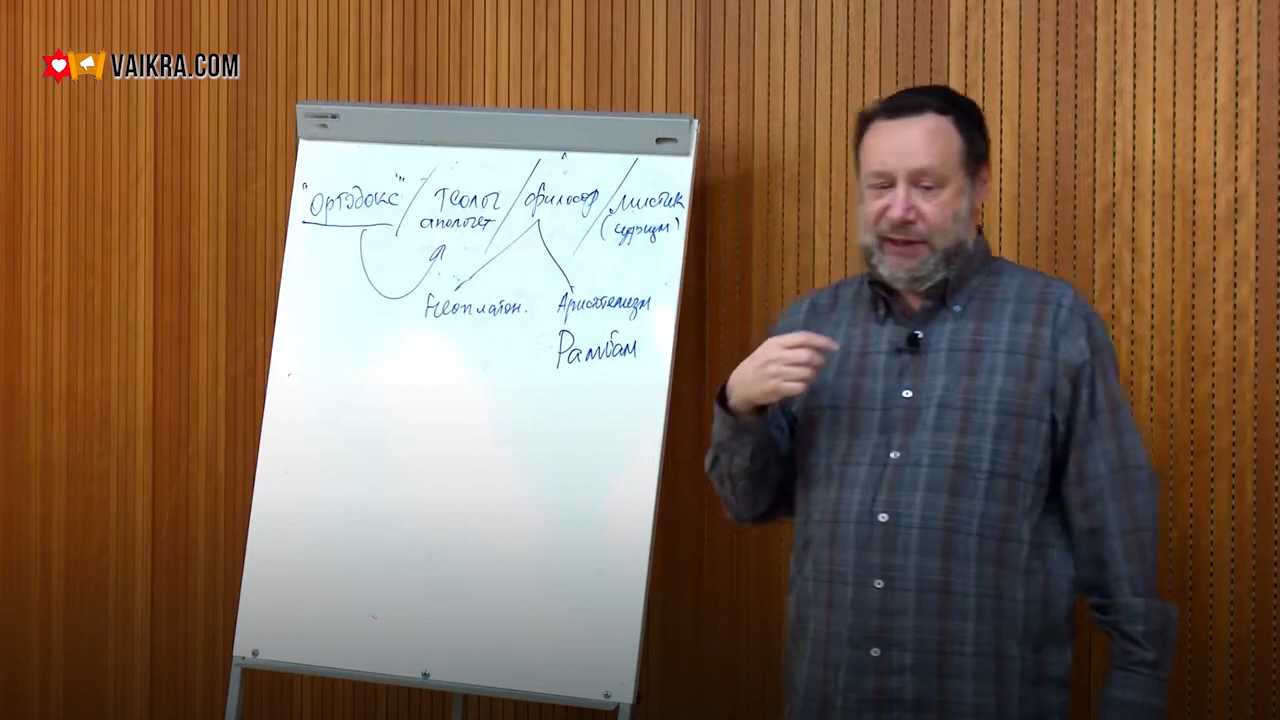 VAIKRA.COM
"Ортодокс" / Теолог / философ / мистик
апологет (суфизм)
Неоплатон. Аристотелизм
Рамбам